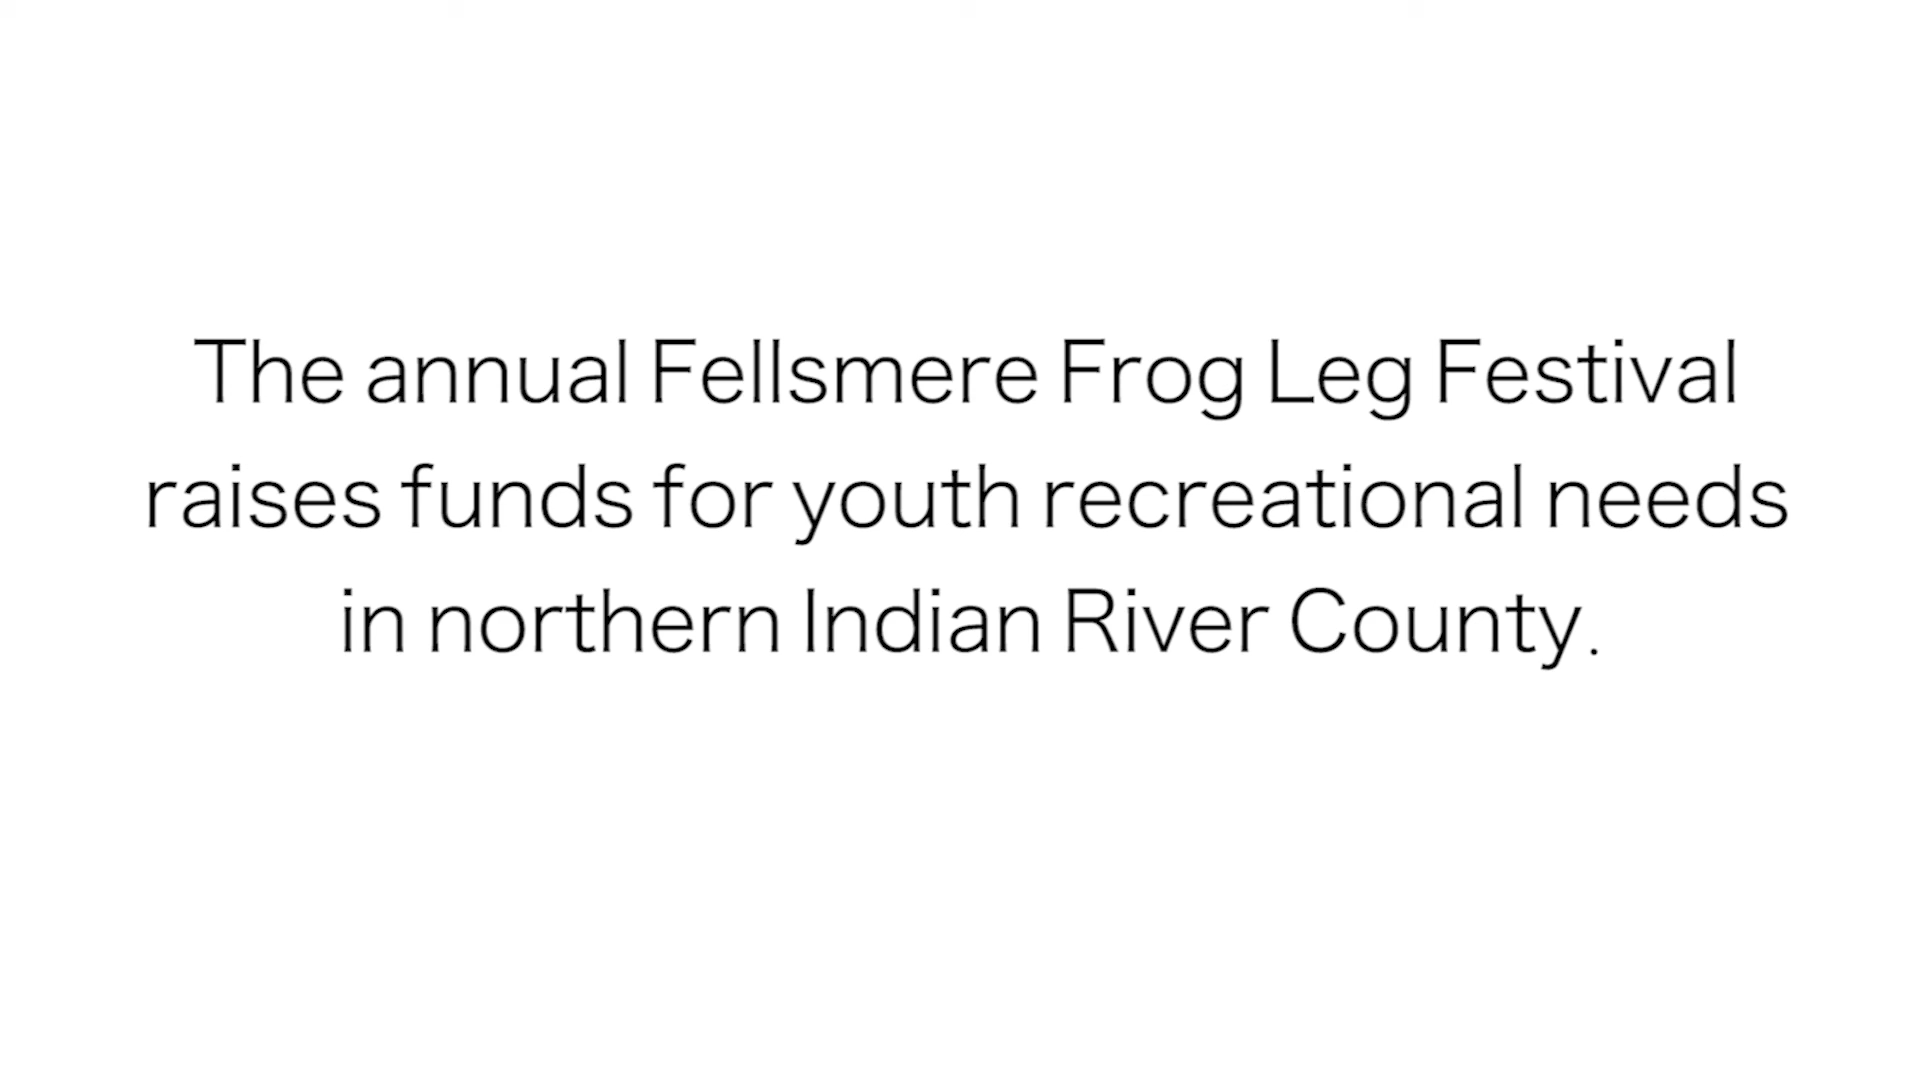 The annual Fellsmere Frog Leg Festival
raises funds for youth recreational needs
in northern Indian River County.